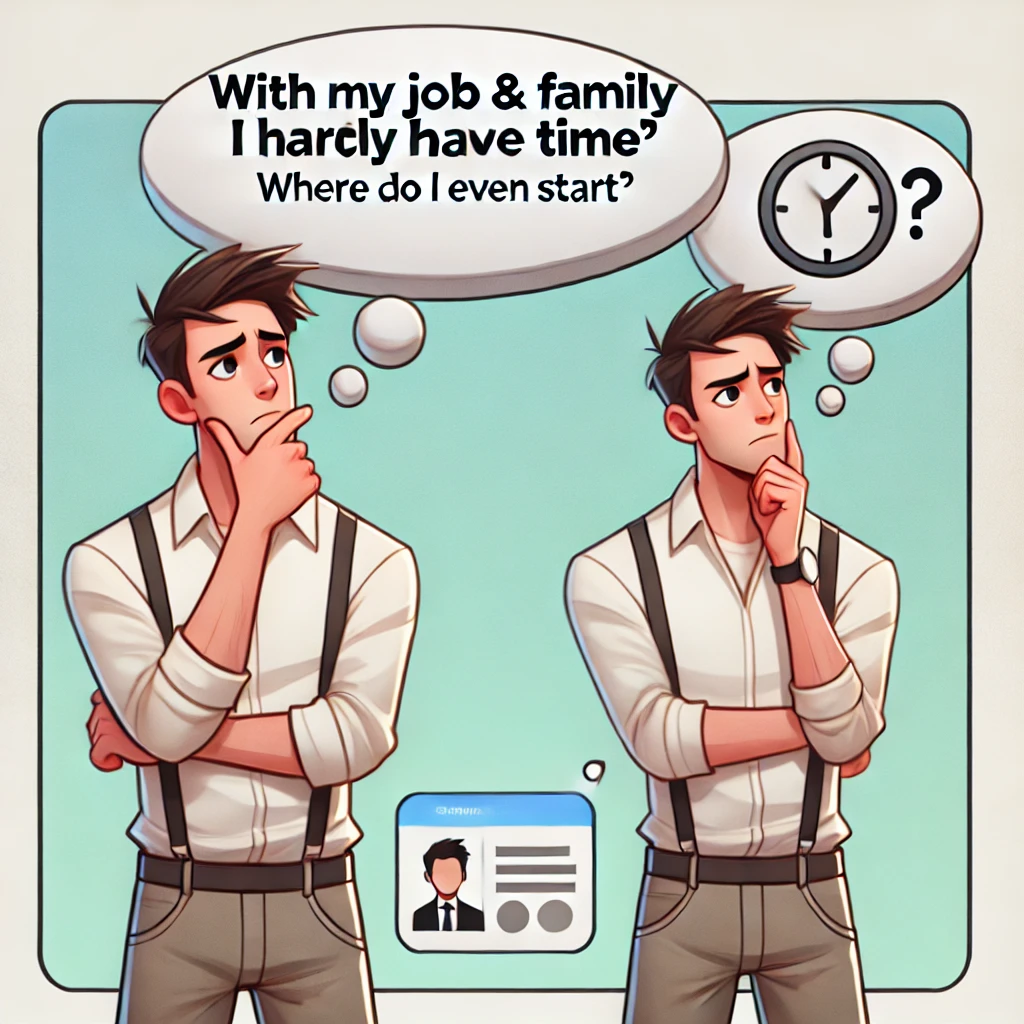 With my job & family
I harcly have time’
Where do I even start’
?